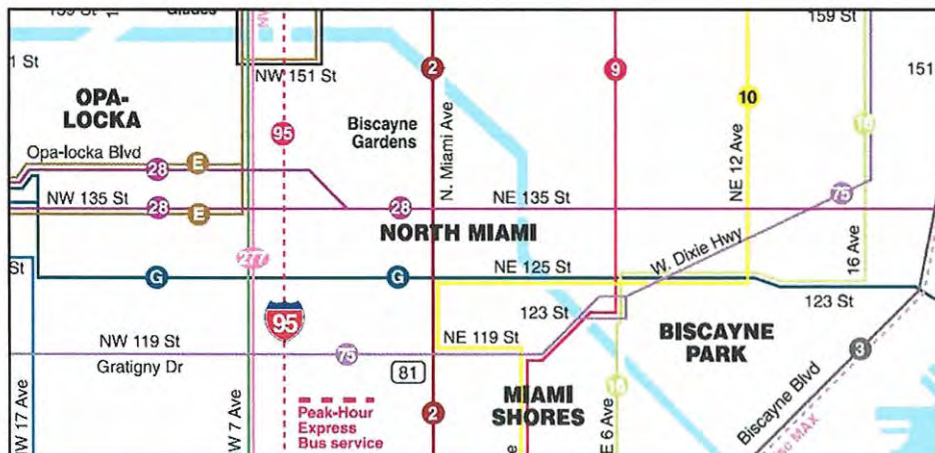 159 St
Glades
159 St
1 St
NW 151 St
2
9
151
OPA-
LOCKA
95
Biscayne
Gardens
N. Miami Ave
10
NE 12 Ave
16
Opa-locka Blvd
28
E
75
NW 135 St
28
E
28
NE 135 St
NORTH MIAMI
277
W. Dixie Hwy
16 Ave
St
G
G
NE 125 St
95
123 St
123 St
BISCAYNE
PARK
NW 119 St
NE 119 St
Gratigny Dr
75
81
3
NW 17 Ave
W 7 Ave
Peak-Hour
Express
Bus service
2
MIAMI
SHORES
16
E 6 Ave
Biscayne Blvd
MAX